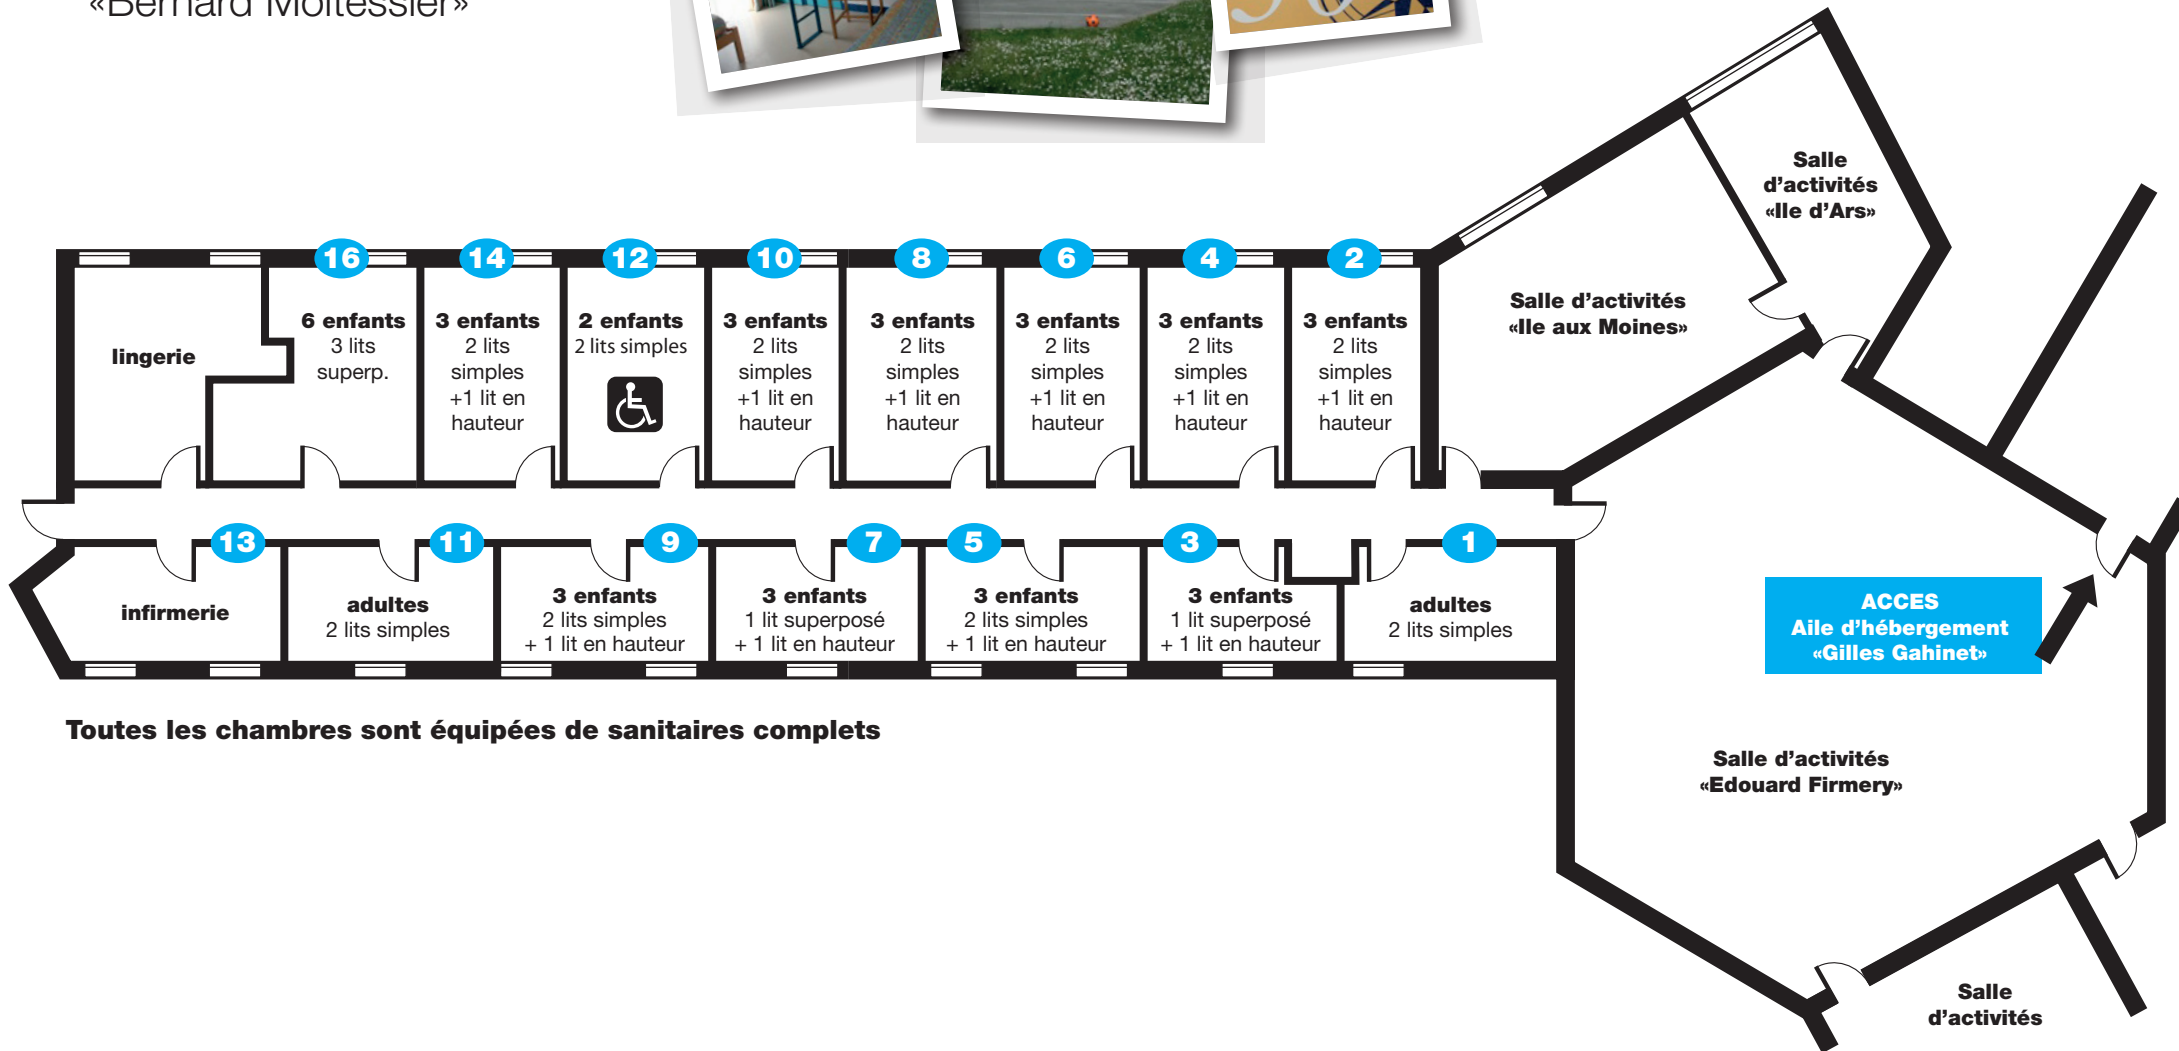 «Bernard Moitessier»
Salle
d'activités
«Ile d'Ars»
Salle d'activités
«Ile aux Moines»
16
14
12
10
8
6
4
2
lingerie
6 enfants
3 lits
superp.
3 enfants
2 lits
simples
+1 lit en
hauteur
2 enfants
2 lits simples
3 enfants
2 lits
simples
+1 lit en
hauteur
3 enfants
2 lits
simples
+1 lit en
hauteur
3 enfants
2 lits
simples
+1 lit en
hauteur
3 enfants
2 lits
simples
+1 lit en
hauteur
3 enfants
2 lits
simples
+1 lit en
hauteur
13
11
9
7
5
3
1
infirmerie
adultes
2 lits simples
3 enfants
2 lits simples
+ 1 lit en hauteur
3 enfants
1 lit superposé
+ 1 lit en hauteur
3 enfants
2 lits simples
+ 1 lit en hauteur
3 enfants
1 lit superposé
+ 1 lit en hauteur
adultes
2 lits simples
ACCES
Aile d'hébergement
«Gilles Gahinet»
Toutes les chambres sont équipées de sanitaires complets
Salle d'activités
«Edouard Firmery»
Salle
d'activités